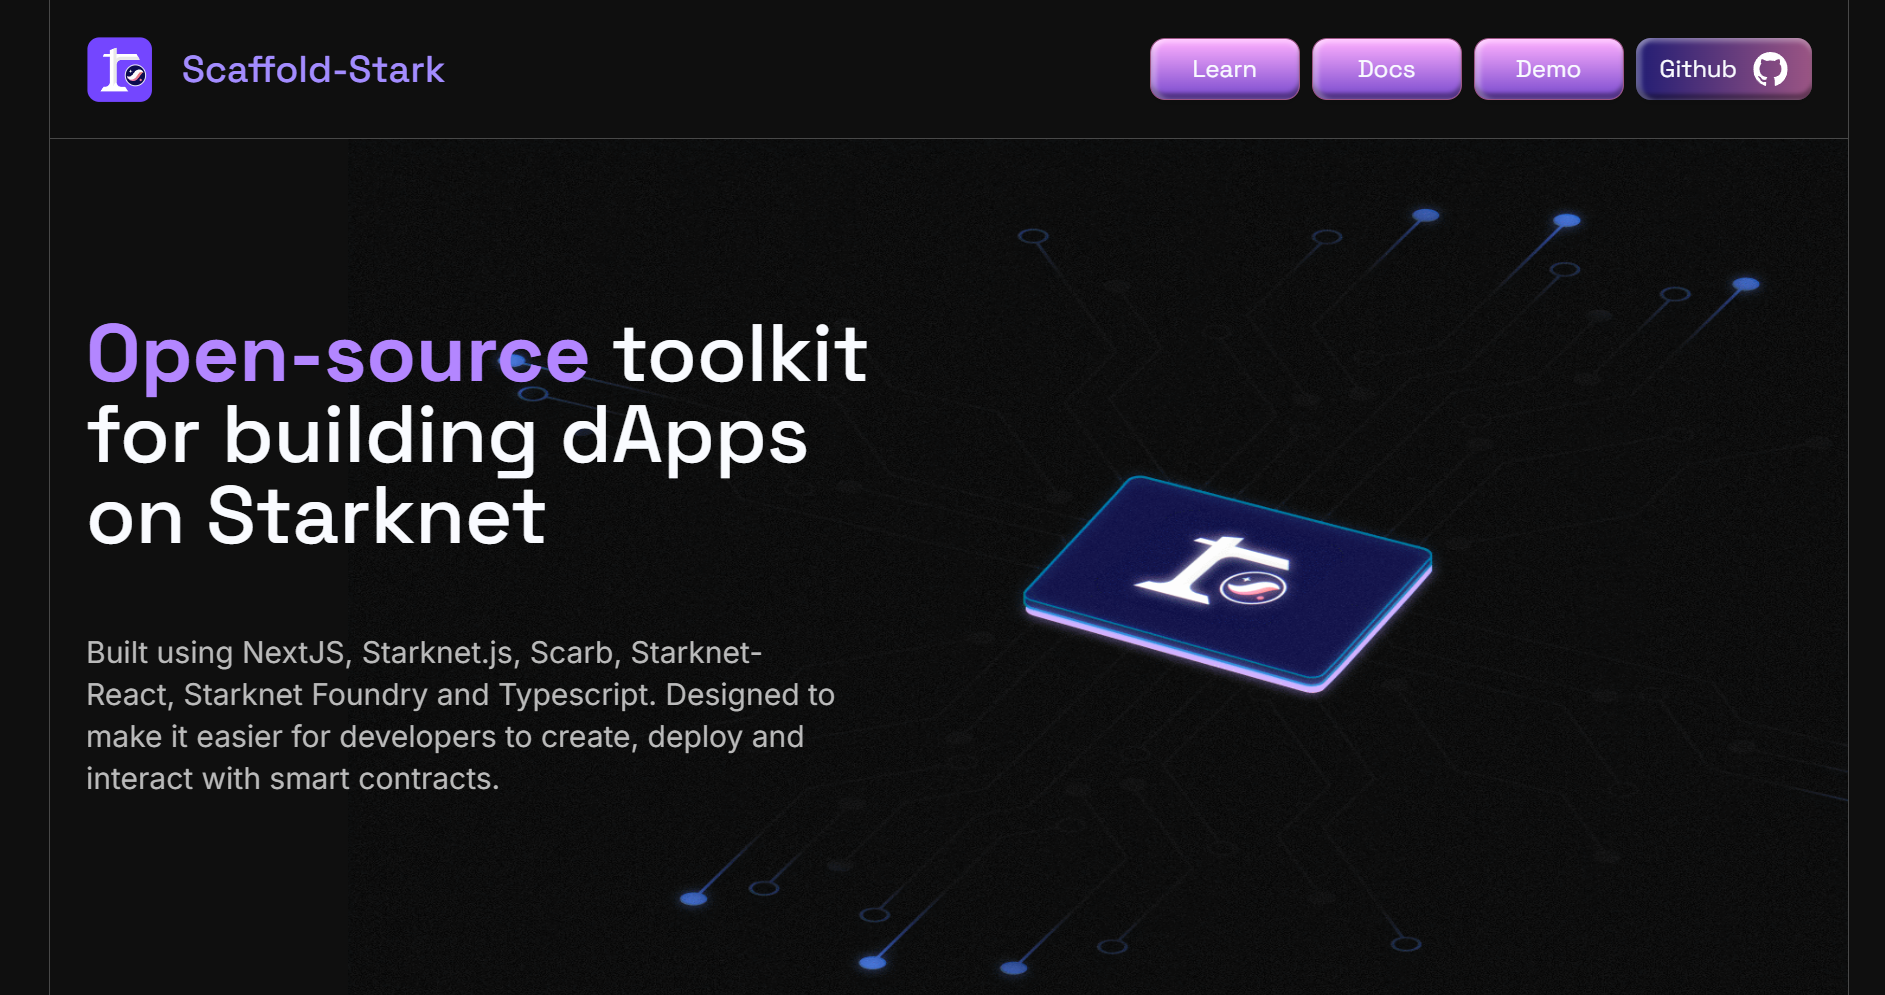 Scaffold-Stark
Learn
Docs
Demo
Github
Open-source toolkit
for building dApps
on Starknet
Built using NextJS, Starknet.js, Scarb, Starknet-
React, Starknet Foundry and Typescript. Designed to
make it easier for developers to create, deploy and
interact with smart contracts.